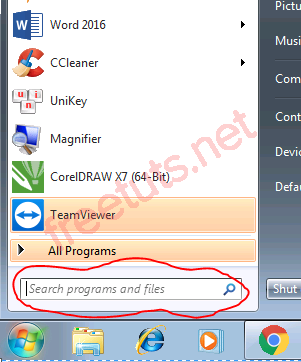 Word 2016
CCleaner
UniKey
Magnifier
CorelDRAW X7 (64-Bit)
TeamViewer
All Programs
Search programs and files
Pictu
Musi
Com
Cont
Devic
Defau
Shut
freetuts.net